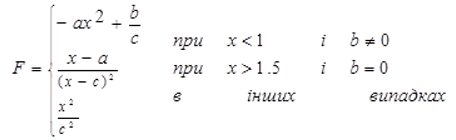 F = { -ax² + b/c при x < 1 і b ≠ 0
(x - a)/(x - c)² при x > 1.5 і b = 0
x²/c² в інших випадках